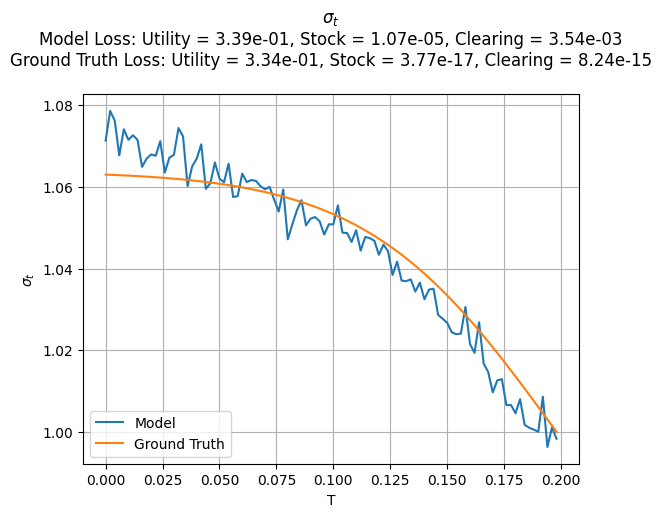 σₜ
Model Loss: Utility = 3.39e-01, Stock = 1.07e-05, Clearing = 3.54e-03
Ground Truth Loss: Utility = 3.34e-01, Stock = 3.77e-17, Clearing = 8.24e-15
1.08
1.06
1.04
1.02
1.00
σₜ
Model
Ground Truth
0.000
0.025
0.050
0.075
0.100
0.125
0.150
0.175
0.200
T